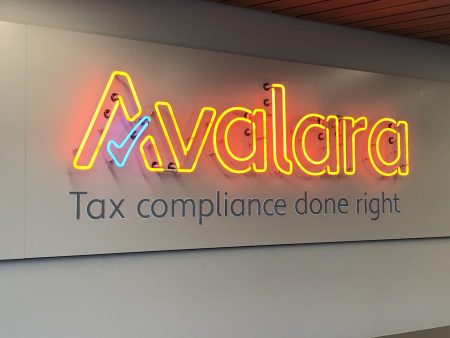 Avalara
Tax compliance done right